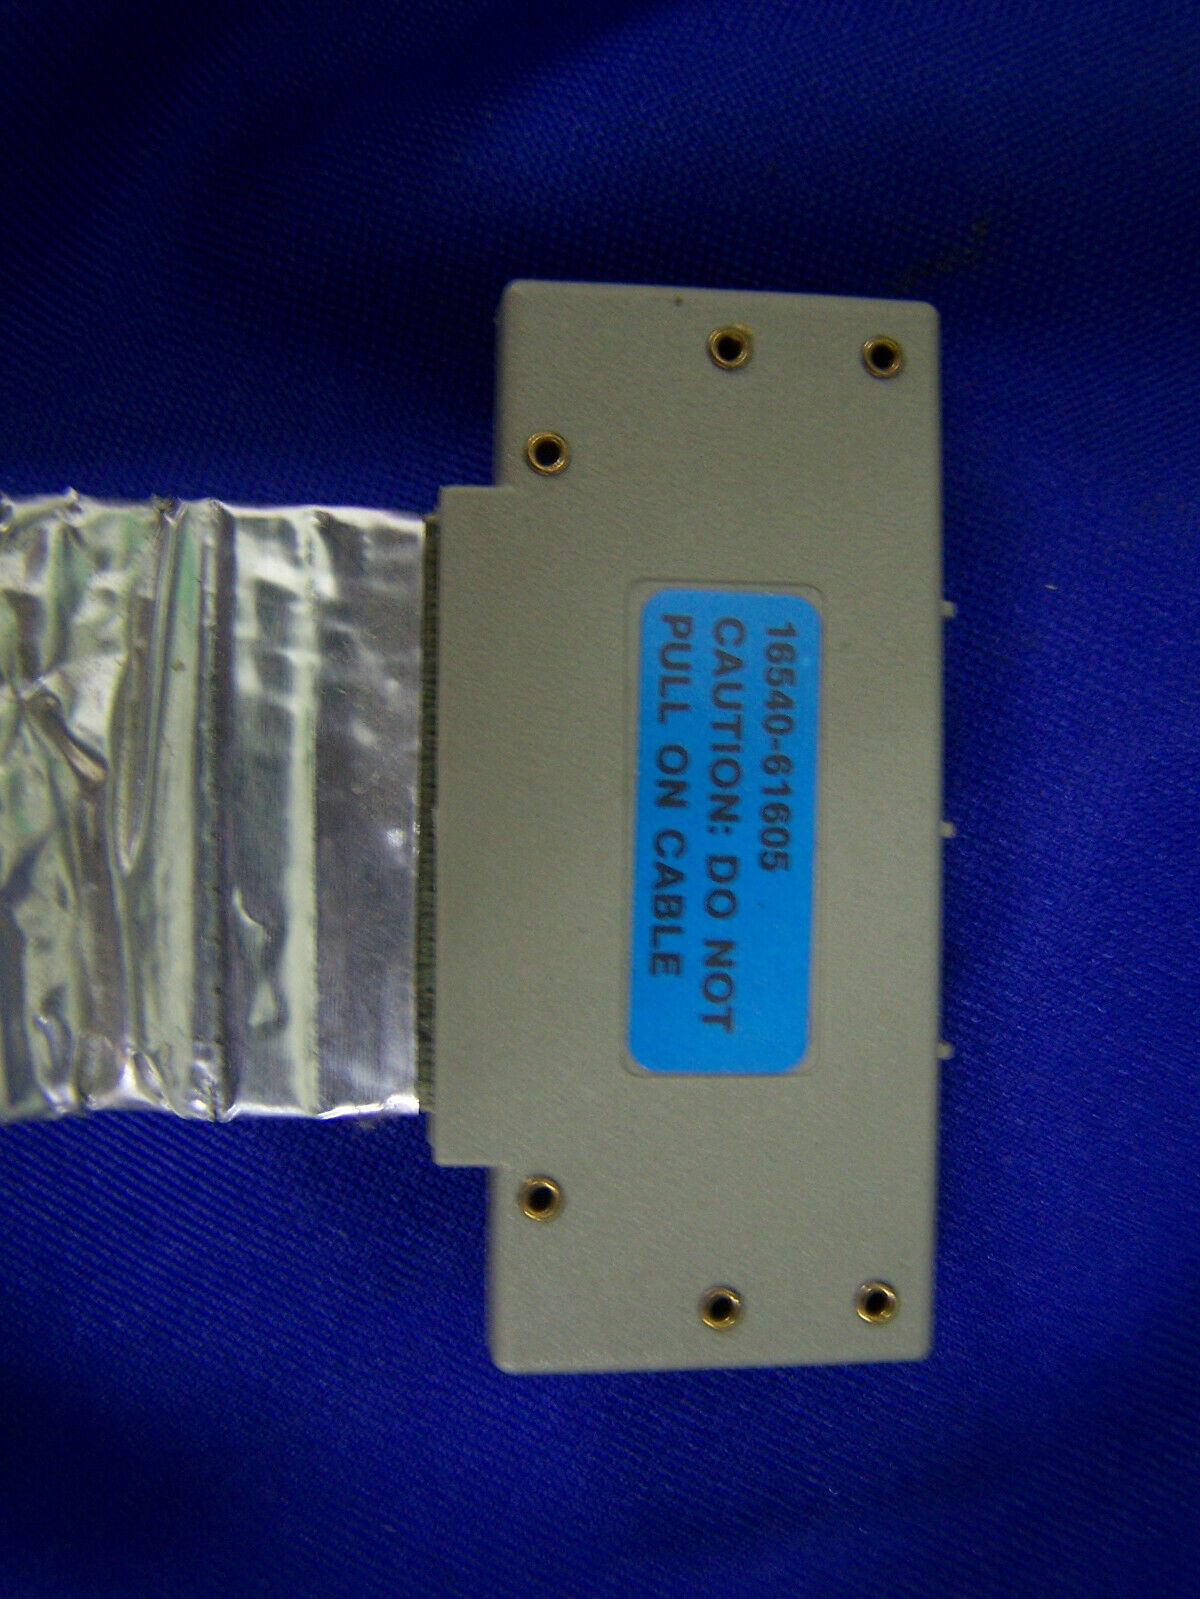 16540-61605
CAUTION: DO NOT
PULL ON CABLE